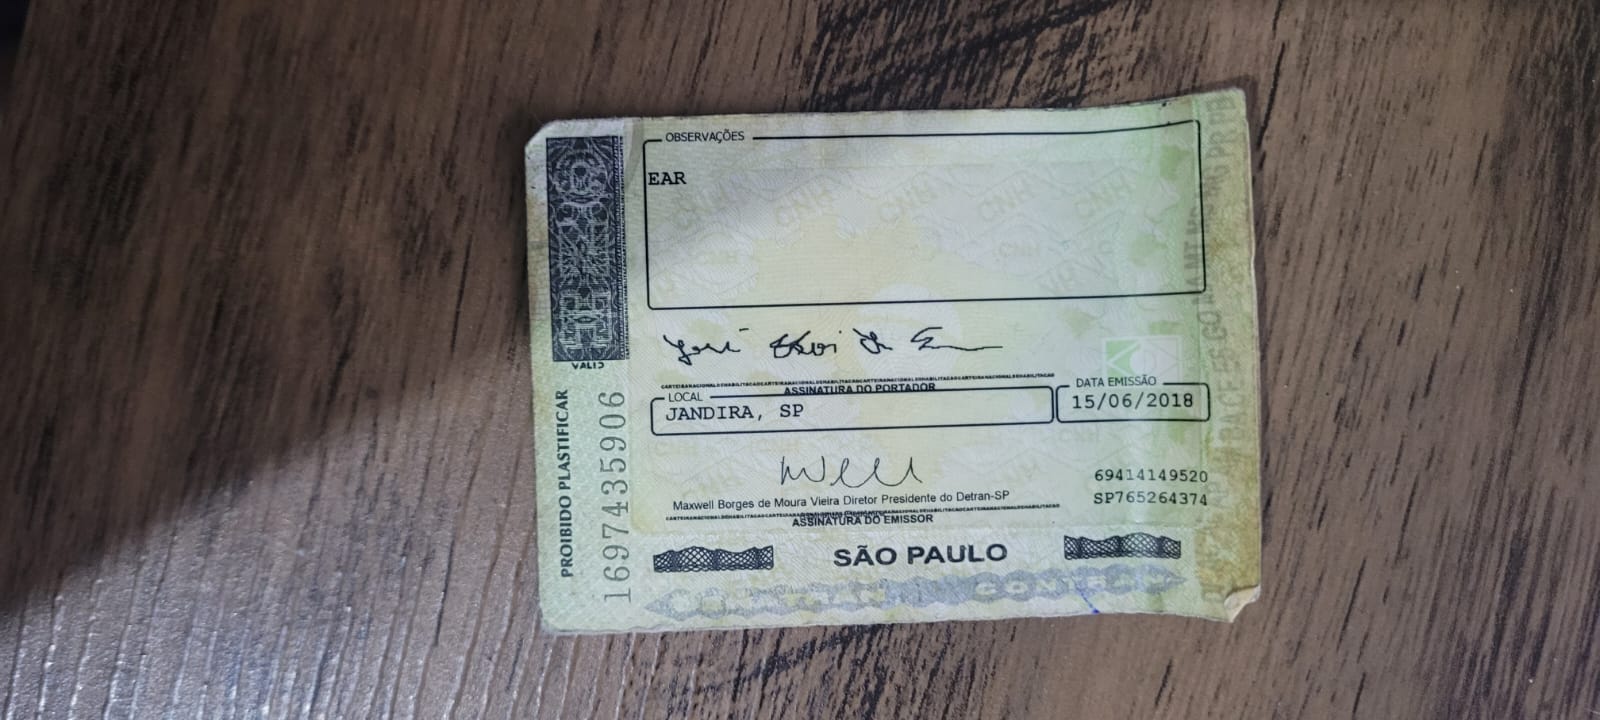 OBSERVAÇÕES
EAR
VALID
ASSINATURA DO PORTADOR
LOCAL
JANDIRA, SP
DATA EMISSÃO
15/06/2018
PROIBIDO PLASTIFICAR
1697435906
69414149520
SP765264374
Maxwell Borges de Moura Vieira Diretor Presidente do Detran-SP
ASSINATURA DO EMISSOR
SÃO PAULO